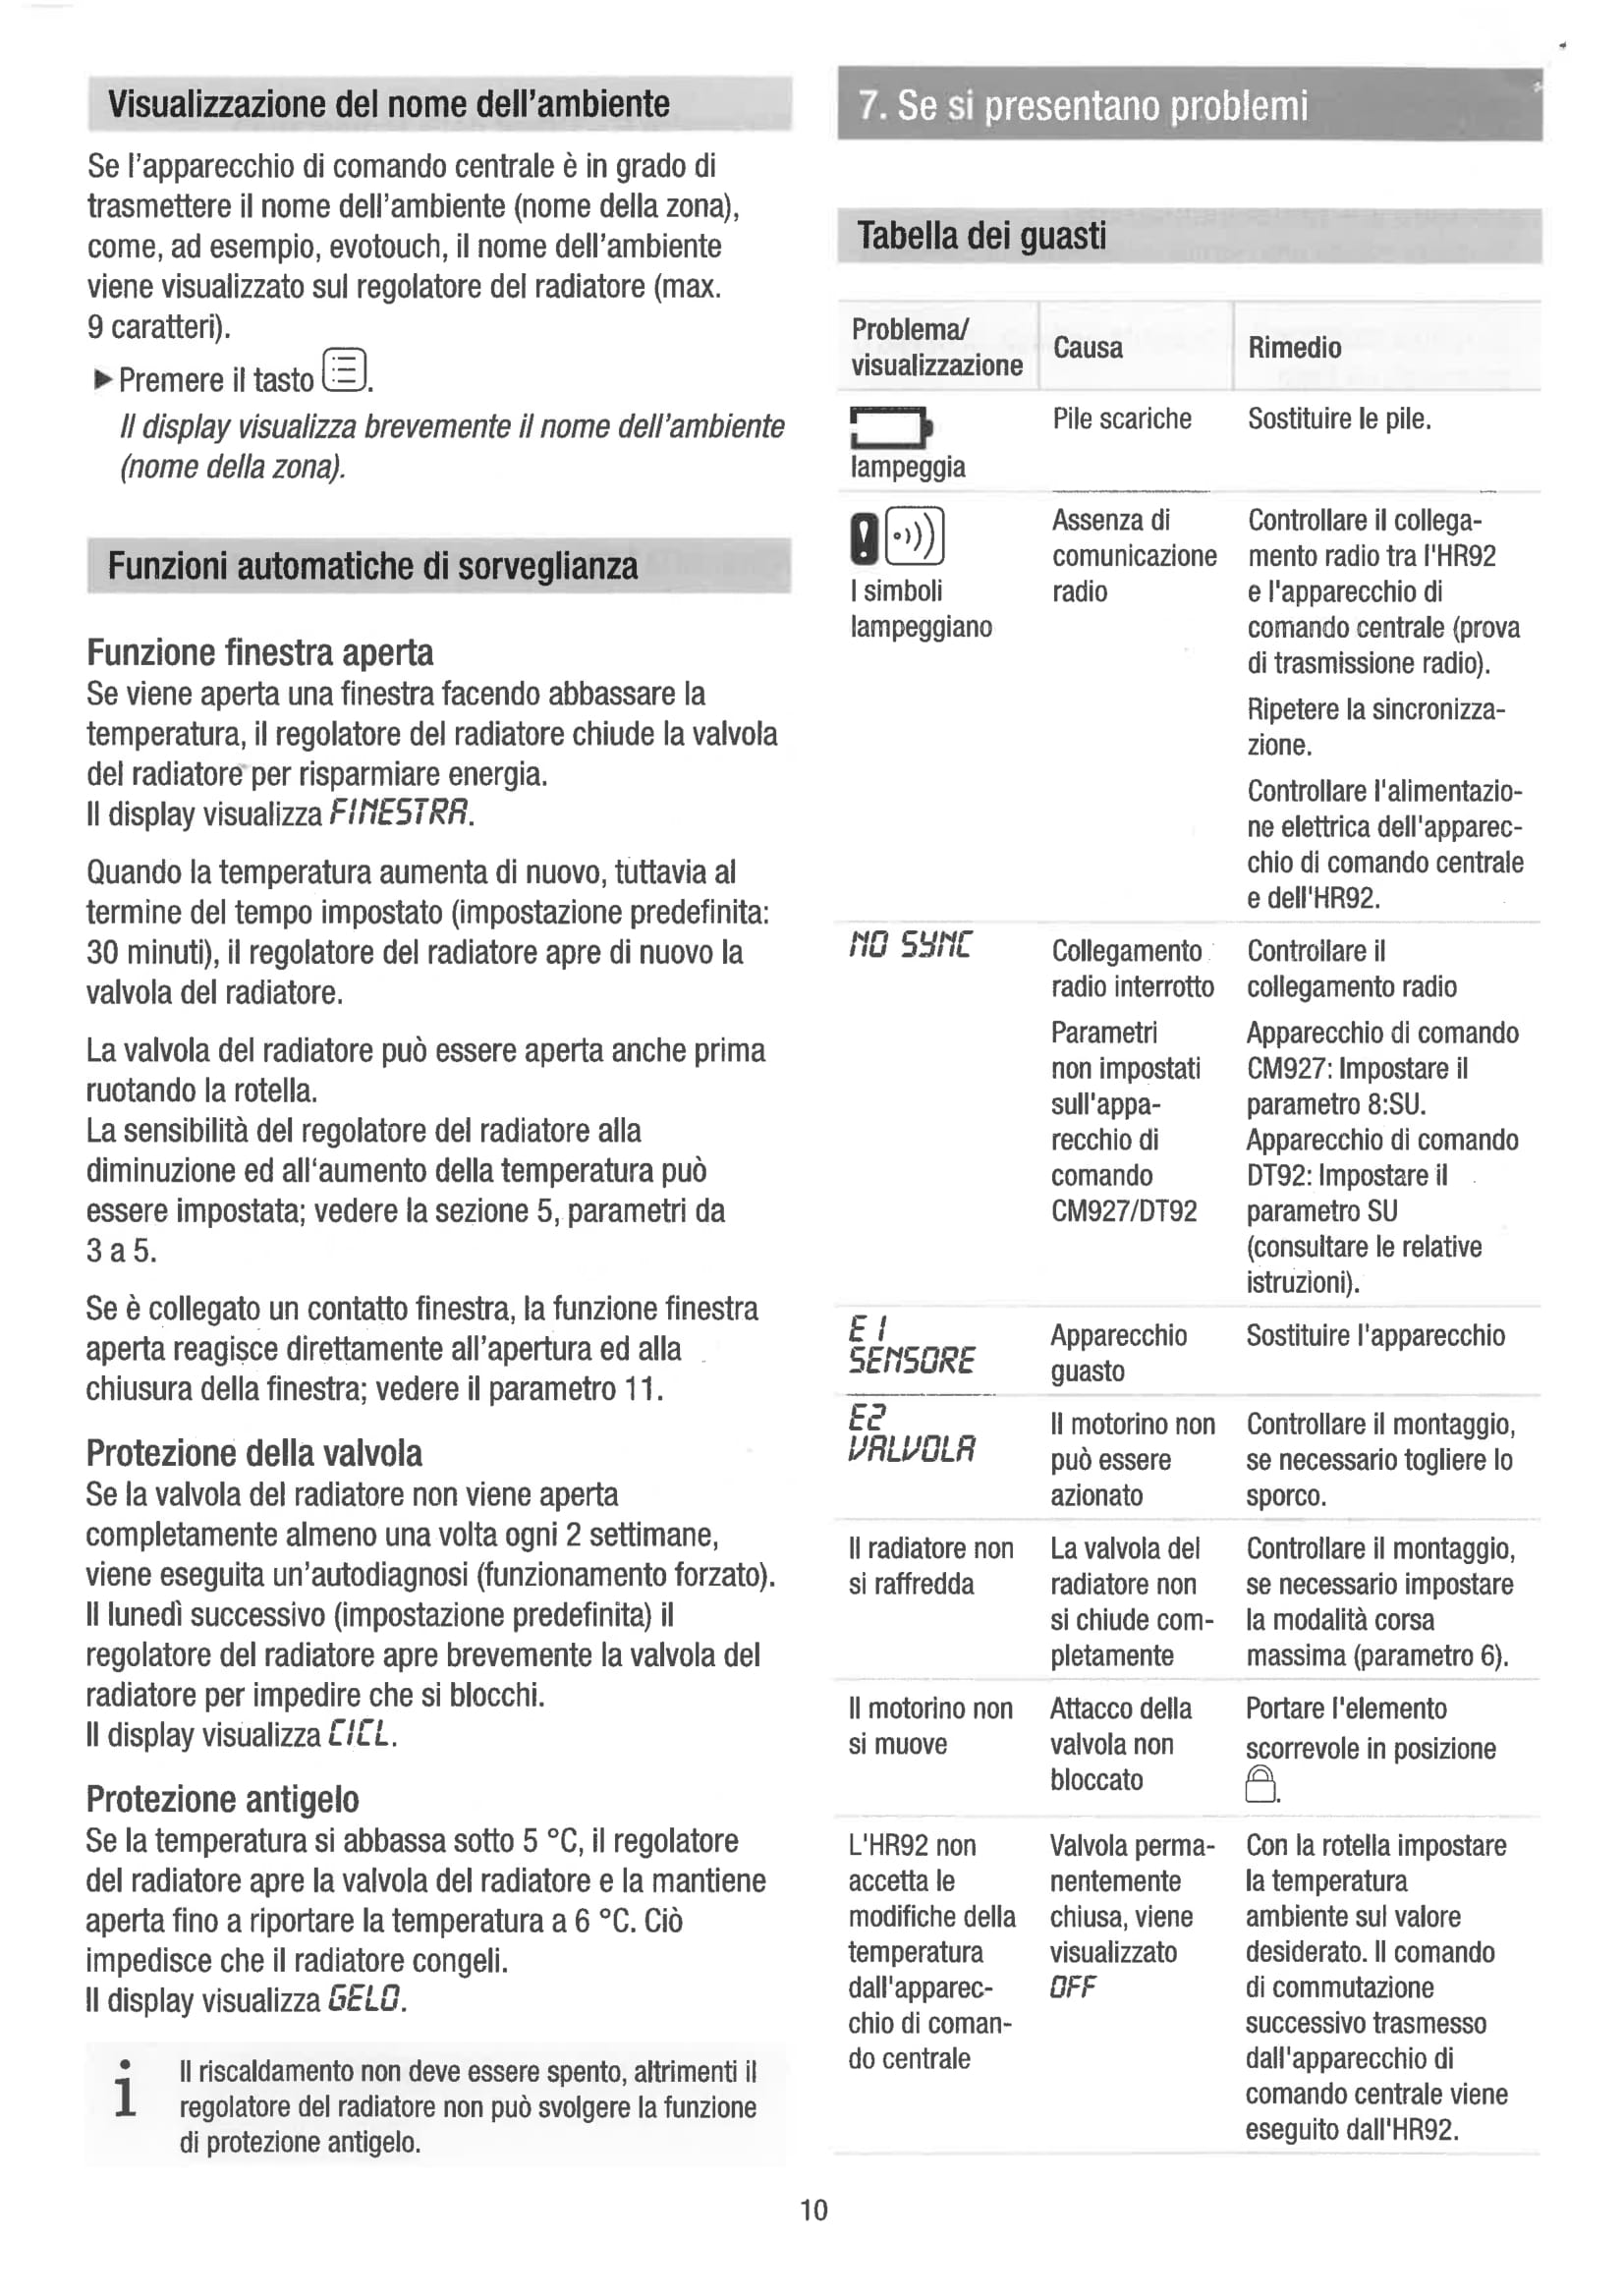 Visualizzazione del nome dell'ambiente
Se l'apparecchio di comando centrale è in grado di
trasmettere il nome dell'ambiente (nome della zona),
come, ad esempio, evotouch, il nome dell'ambiente
viene visualizzato sul regolatore del radiatore (max.
9 caratteri).
▶ Premere il tasto.
Il display visualizza brevemente il nome dell'ambiente
(nome della zona).
Funzioni automatiche di sorveglianza
Funzione finestra aperta
Se viene aperta una finestra facendo abbassare la
temperatura, il regolatore del radiatore chiude la valvola
del radiatore per risparmiare energia.
Il display visualizza FINESTRA.
Quando la temperatura aumenta di nuovo, tuttavia al
termine del tempo impostato (impostazione predefinita:
30 minuti), il regolatore del radiatore apre di nuovo la
valvola del radiatore.
La valvola del radiatore può essere aperta anche prima
ruotando la rotella.
La sensibilità del regolatore del radiatore alla
diminuzione ed all'aumento della temperatura può
essere impostata; vedere la sezione 5, parametri da
3 a 5.
Se è collegato un contatto finestra, la funzione finestra
aperta reagisce direttamente all'apertura ed alla
chiusura della finestra; vedere il parametro 11.
Protezione della valvola
Se la valvola del radiatore non viene aperta
completamente almeno una volta ogni 2 settimane,
viene eseguita un'autodiagnosi (funzionamento forzato).
Il lunedì successivo (impostazione predefinita) il
regolatore del radiatore apre brevemente la valvola del
radiatore per impedire che si blocchi.
Il display visualizza CICL.
Protezione antigelo
Se la temperatura si abbassa sotto 5 °C, il regolatore
del radiatore apre la valvola del radiatore e la mantiene
aperta fino a riportare la temperatura a 6 °C. Ciò
impedisce che il radiatore congeli.
Il display visualizza GELO.
i
Il riscaldamento non deve essere spento, altrimenti il
regolatore del radiatore non può svolgere la funzione
di protezione antigelo.
7. Se si presentano problemi
Tabella dei guasti
Problema/
visualizzazione
Causa
Rimedio
lampeggia
Pile scariche
Sostituire le pile.
I simboli
lampeggiano
Assenza di
comunicazione
radio
Controllare il collega-
mento radio tra l'HR92
e l'apparecchio di
comando centrale (prova
di trasmissione radio).
Ripetere la sincronizza-
zione.
Controllare l'alimentazio-
ne elettrica dell'apparec-
chio di comando centrale
e dell'HR92.
NO SYNC
Collegamento
radio interrotto
Controllare il
collegamento radio
Parametri
non impostati
sull'appa-
recchio di
comando
CM927/DT92
Apparecchio di comando
CM927: Impostare il
parametro 8:SU.
Apparecchio di comando
DT92: Impostare il
parametro SU
(consultare le relative
istruzioni).
E1
SENSORE
Apparecchio
guasto
Sostituire l'apparecchio
E2
VALVOLA
Il motorino non
può essere
azionato
Controllare il montaggio,
se necessario togliere lo
sporco.
Il radiatore non
si raffredda
La valvola del
radiatore non
si chiude com-
pletamente
Controllare il montaggio,
se necessario impostare
la modalità corsa
massima (parametro 6).
Il motorino non
si muove
Attacco della
valvola non
bloccato
Portare l'elemento
scorrevole in posizione
.
L'HR92 non
accetta le
modifiche della
temperatura
dall'apparec-
chio di coman-
do centrale
Valvola perma-
nentemente
chiusa, viene
visualizzato
OFF
Con la rotella impostare
la temperatura
ambiente sul valore
desiderato. Il comando
di commutazione
successivo trasmesso
dall'apparecchio di
comando centrale viene
eseguito dall'HR92.
10